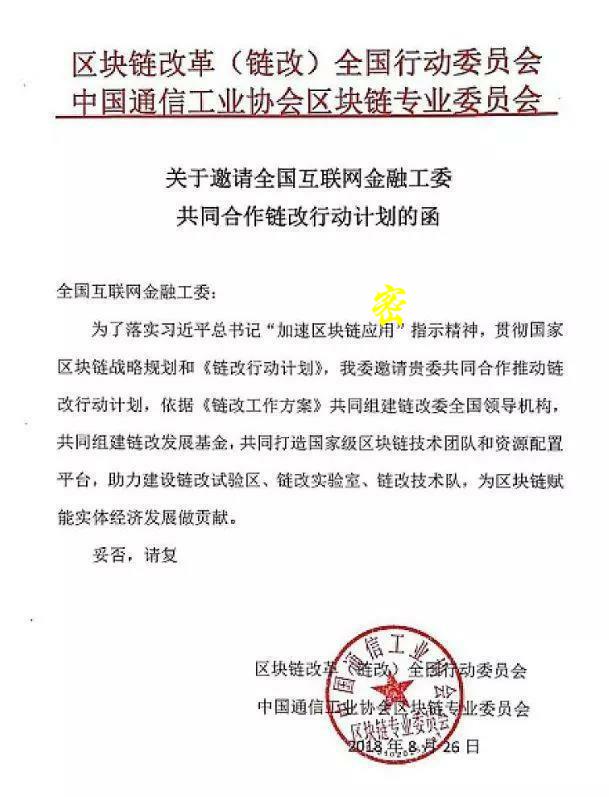 区块链改革（链改）全国行动委员会
中国通信工业协会区块链专业委员会
关于邀请全国互联网金融工委
共同合作链改行动计划的函
全国互联网金融工委：
密
为了落实习近平总书记“加速区块链应用”指示精神，贯彻国家
区块链战略规划和《链改行动计划》，我委邀请贵委共同合作推动链
改行动计划，依据《链改工作方案》共同组建链改委全国领导机构，
共同组建链改发展基金，共同打造国家级区块链技术团队和资源配置
平台，助力建设链改试验区、链改实验室、链改技术队，为区块链赋
能实体经济发展做贡献。
妥否，请复
区块链改革（链改）全国行动委员会
中国通信工业协会区块链专业委员会
2018年8月26日
中国通信工业协会
区块链专业委员会